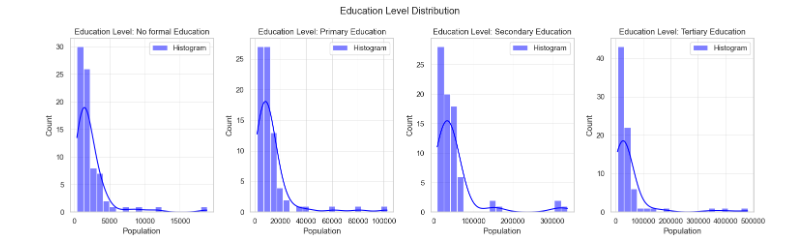 Education Level Distribution
Education Level: No formal Education
Histogram
Count
30
25
20
15
10
5
0
0
5000
10000
15000
Population
Education Level: Primary Education
Histogram
Count
25
20
15
10
5
0
0
20000
40000
60000
80000
100000
Population
Education Level: Secondary Education
Histogram
Count
25
20
15
10
5
0
0
100000
200000
300000
Population
Education Level: Tertiary Education
Histogram
Count
40
30
20
10
0
0
100000
200000
300000
400000
500000
Population